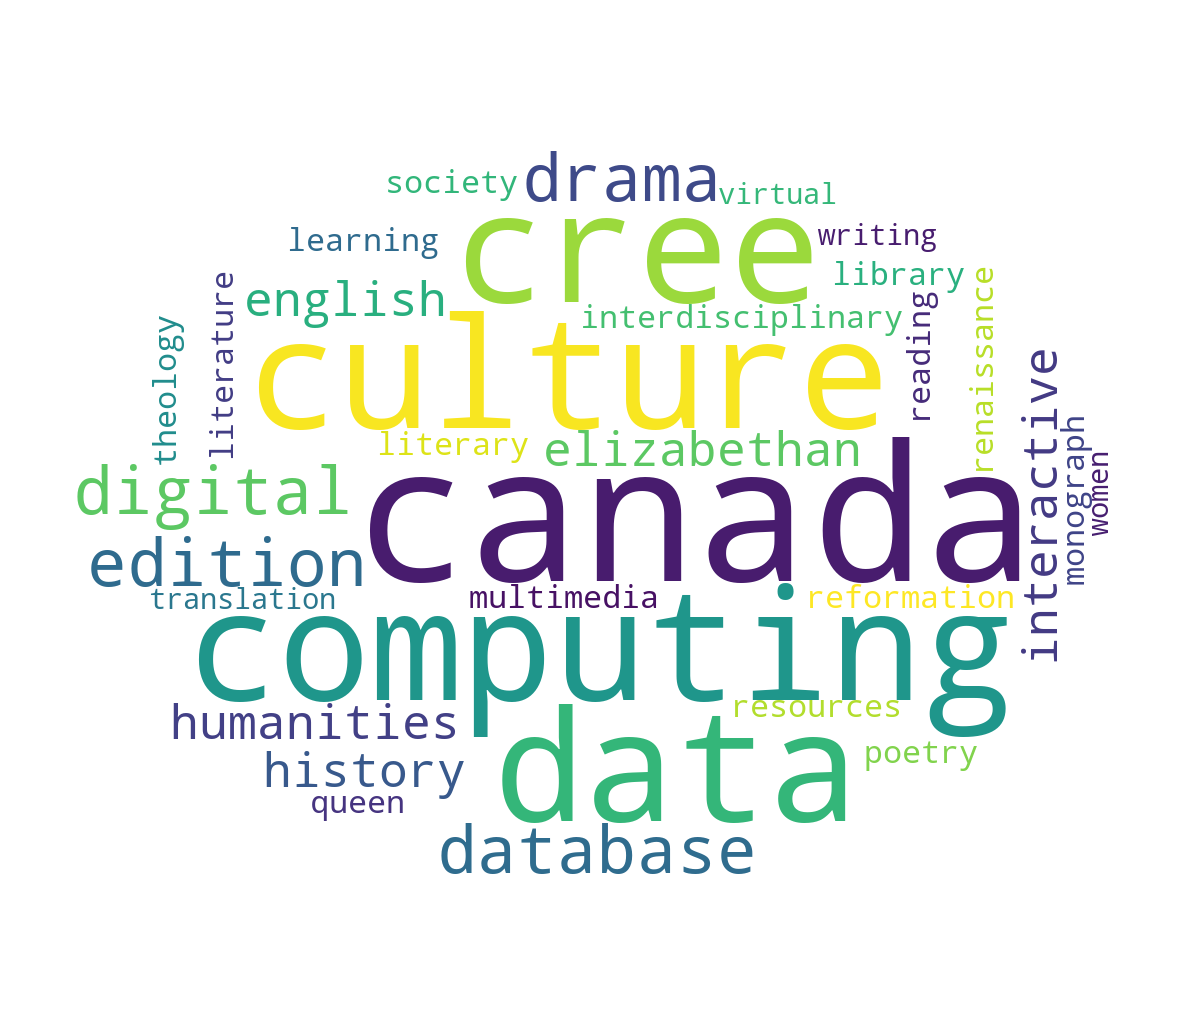 drama
society
virtual
cree
writing
learning
library
english
interdisciplinary
literature
reading
renaissance
theology
culture
literary
elizabethan
interactive
monograph
women
digital
canada
edition
translation
multimedia
reformation
computing
resources
humanities
data
poetry
history
queen
database